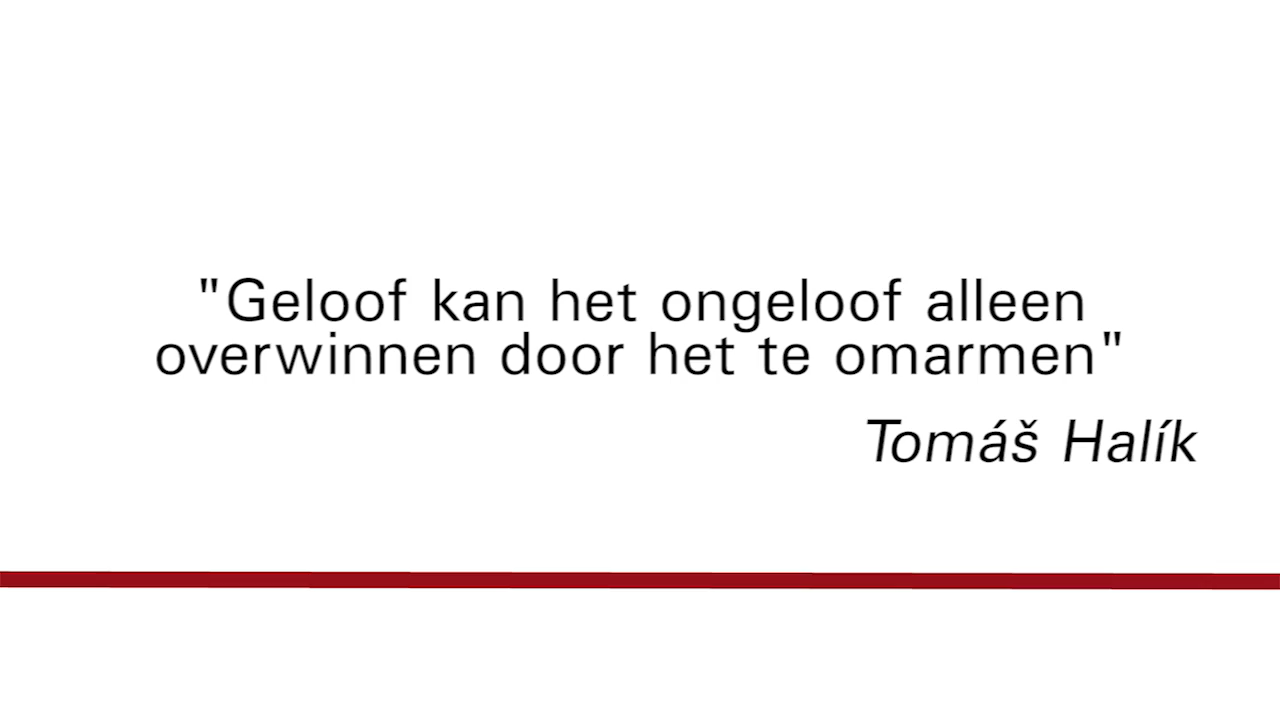 "Geloof kan het ongeloof alleen
overwinnen door het te omarmen"
Tomáš Halík